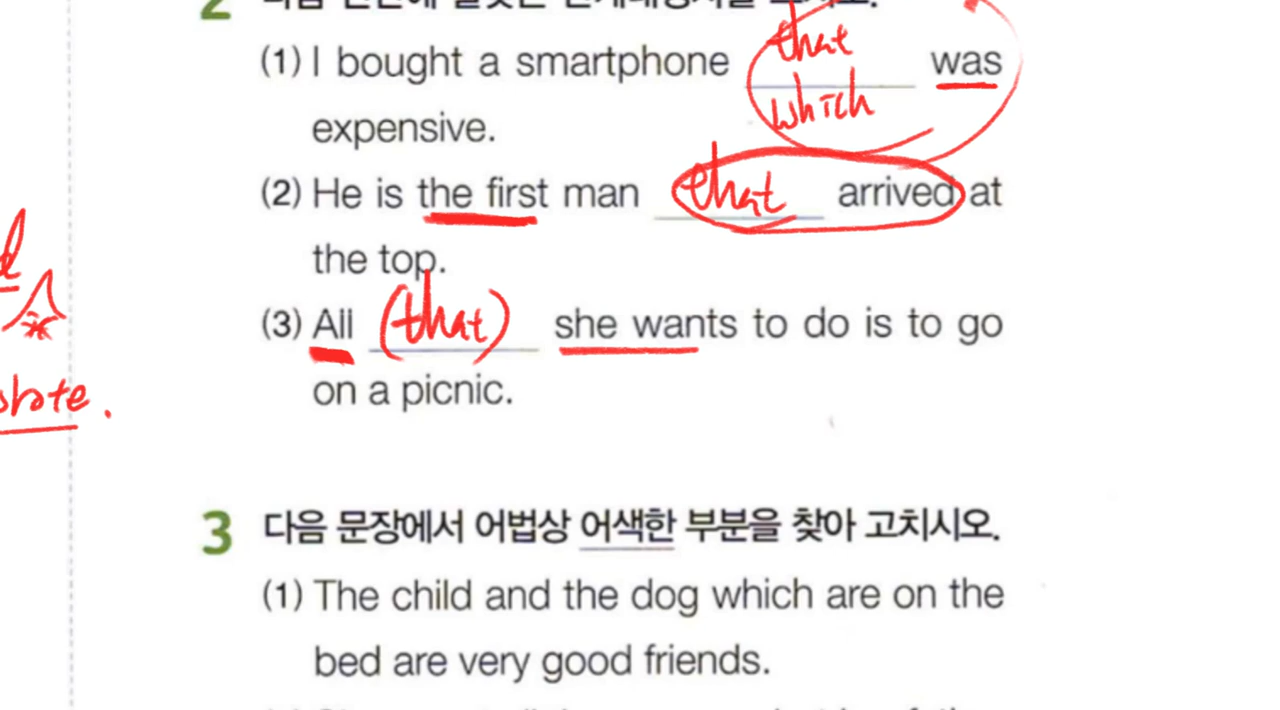 2
(1) I bought a smartphone that was
which
expensive.
(2) He is the first man that arrived at
the top.
(3) All (that) she wants to do is to go
on a picnic.
3 다음 문장에서 어법상 어색한 부분을 찾아 고치시오.
(1) The child and the dog which are on the
bed are very good friends.